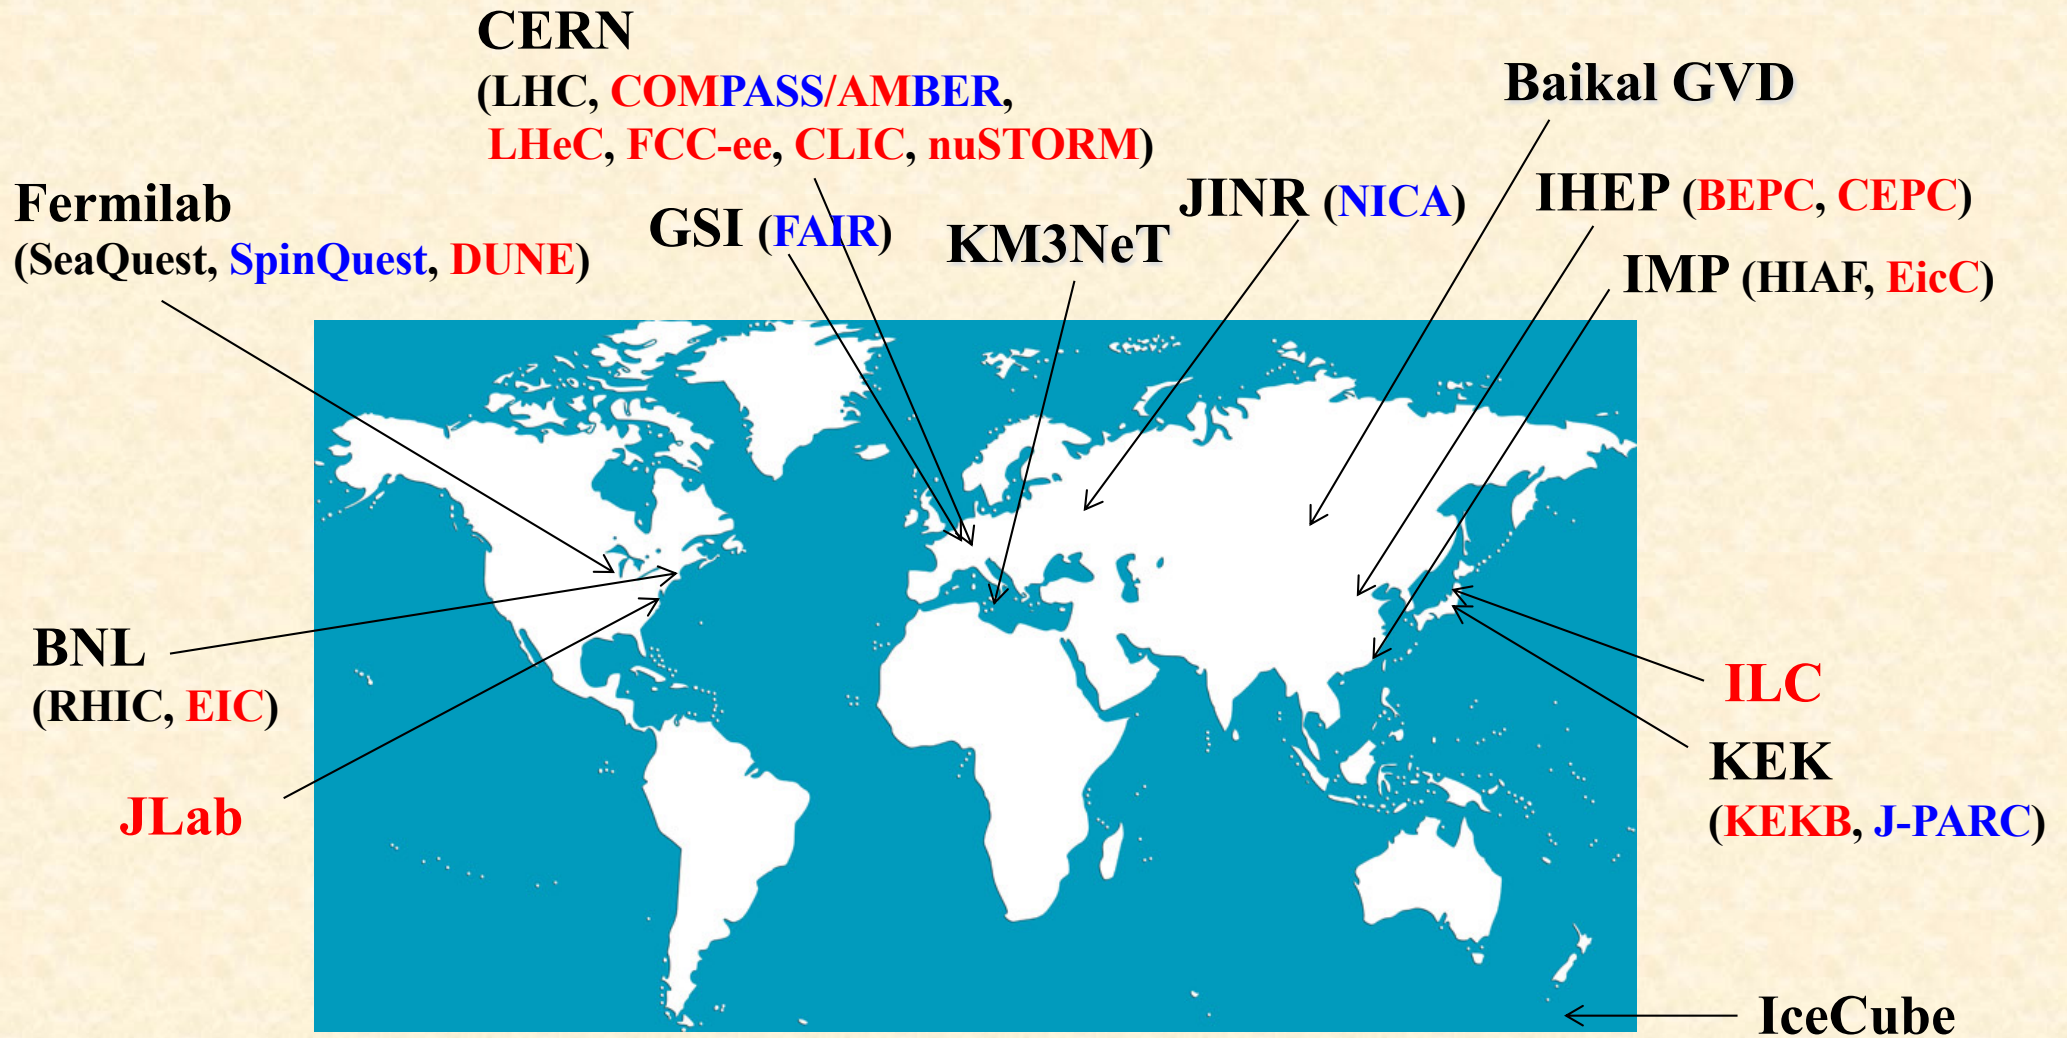 CERN
(LHC, COMPASS/AMBER,
LHeC, FCC-ee, CLIC, nuSTORM)
Baikal GVD
Fermilab
(SeaQuest, SpinQuest, DUNE)
GSI (FAIR)
KM3NeT
JINR (NICA)
IHEP (BEPC, CEPC)
IMP (HIAF, EicC)
BNL
(RHIC, EIC)
JLab
ILC
KEK
(KEKB, J-PARC)
IceCube